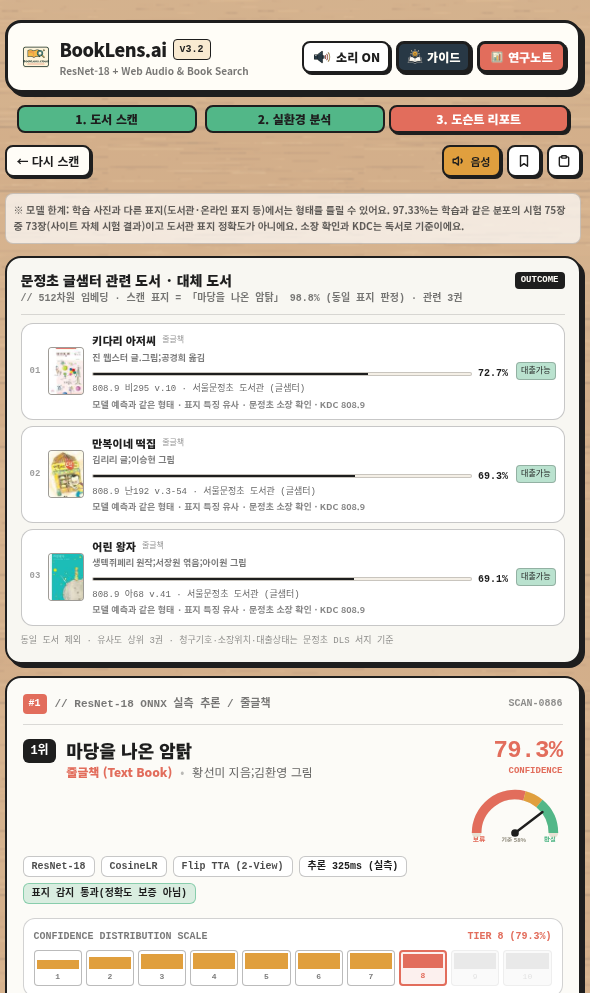 BookLens.ai v3.2
ResNet-18 + Web Audio & Book Search
소리 ON
가이드
연구노트
1. 도서 스캔
2. 실환경 분석
3. 도슨트 리포트
← 다시 스캔
음성
※ 모델 한계: 학습 사진과 다른 표지(도서관·온라인 표지 등)에서는 형태를 틀릴 수 있어요. 97.33%는 학습과 같은 분포의 시험 75장
중 73장(사이트 자체 시험 결과)이고 도서관 표지 정확도가 아니에요. 소장 확인과 KDC는 독서로 기준이에요.
문정초 글샘터 관련 도서 · 대체 도서
OUTCOME
// 512차원 임베딩 · 스캔 표지 = 「마당을 나온 암탉」 98.8% (동일 표지 판정) · 관련 3권
01
키다리 아저씨 줄글책
진 웹스터 글.그림;공경희 옮김
72.7%
대출가능
808.9 비295 v.10 · 서울문정초 도서관 (글샘터)
모델 예측과 같은 형태 · 표지 특징 유사 · 문정초 소장 확인 · KDC 808.9
02
만복이네 떡집 줄글책
김리리 글;이승현 그림
69.3%
대출가능
808.9 난192 v.3-54 · 서울문정초 도서관 (글샘터)
모델 예측과 같은 형태 · 표지 특징 유사 · 문정초 소장 확인 · KDC 808.9
03
어린 왕자 줄글책
생텍쥐페리 원작;서장원 엮음;아이원 그림
69.1%
대출가능
808.9 아68 v.41 · 서울문정초 도서관 (글샘터)
모델 예측과 같은 형태 · 표지 특징 유사 · 문정초 소장 확인 · KDC 808.9
동일 도서 제외 · 유사도 상위 3권 · 청구기호·소장위치·대출상태는 문정초 DLS 서지 기준
#1 // ResNet-18 ONNX 실측 추론 / 줄글책
SCAN-0886
1위 마당을 나온 암탉
줄글책 (Text Book) • 황선미 지음;김환영 그림
79.3%
CONFIDENCE
보류 기준 58% 확실
ResNet-18
CosineLR
Flip TTA (2-View)
추론 325ms (실측)
표지 감지 통과(정확도 보증 아님)
CONFIDENCE DISTRIBUTION SCALE
TIER 8 (79.3%)
1 2 3 4 5 6 7 8 9 10